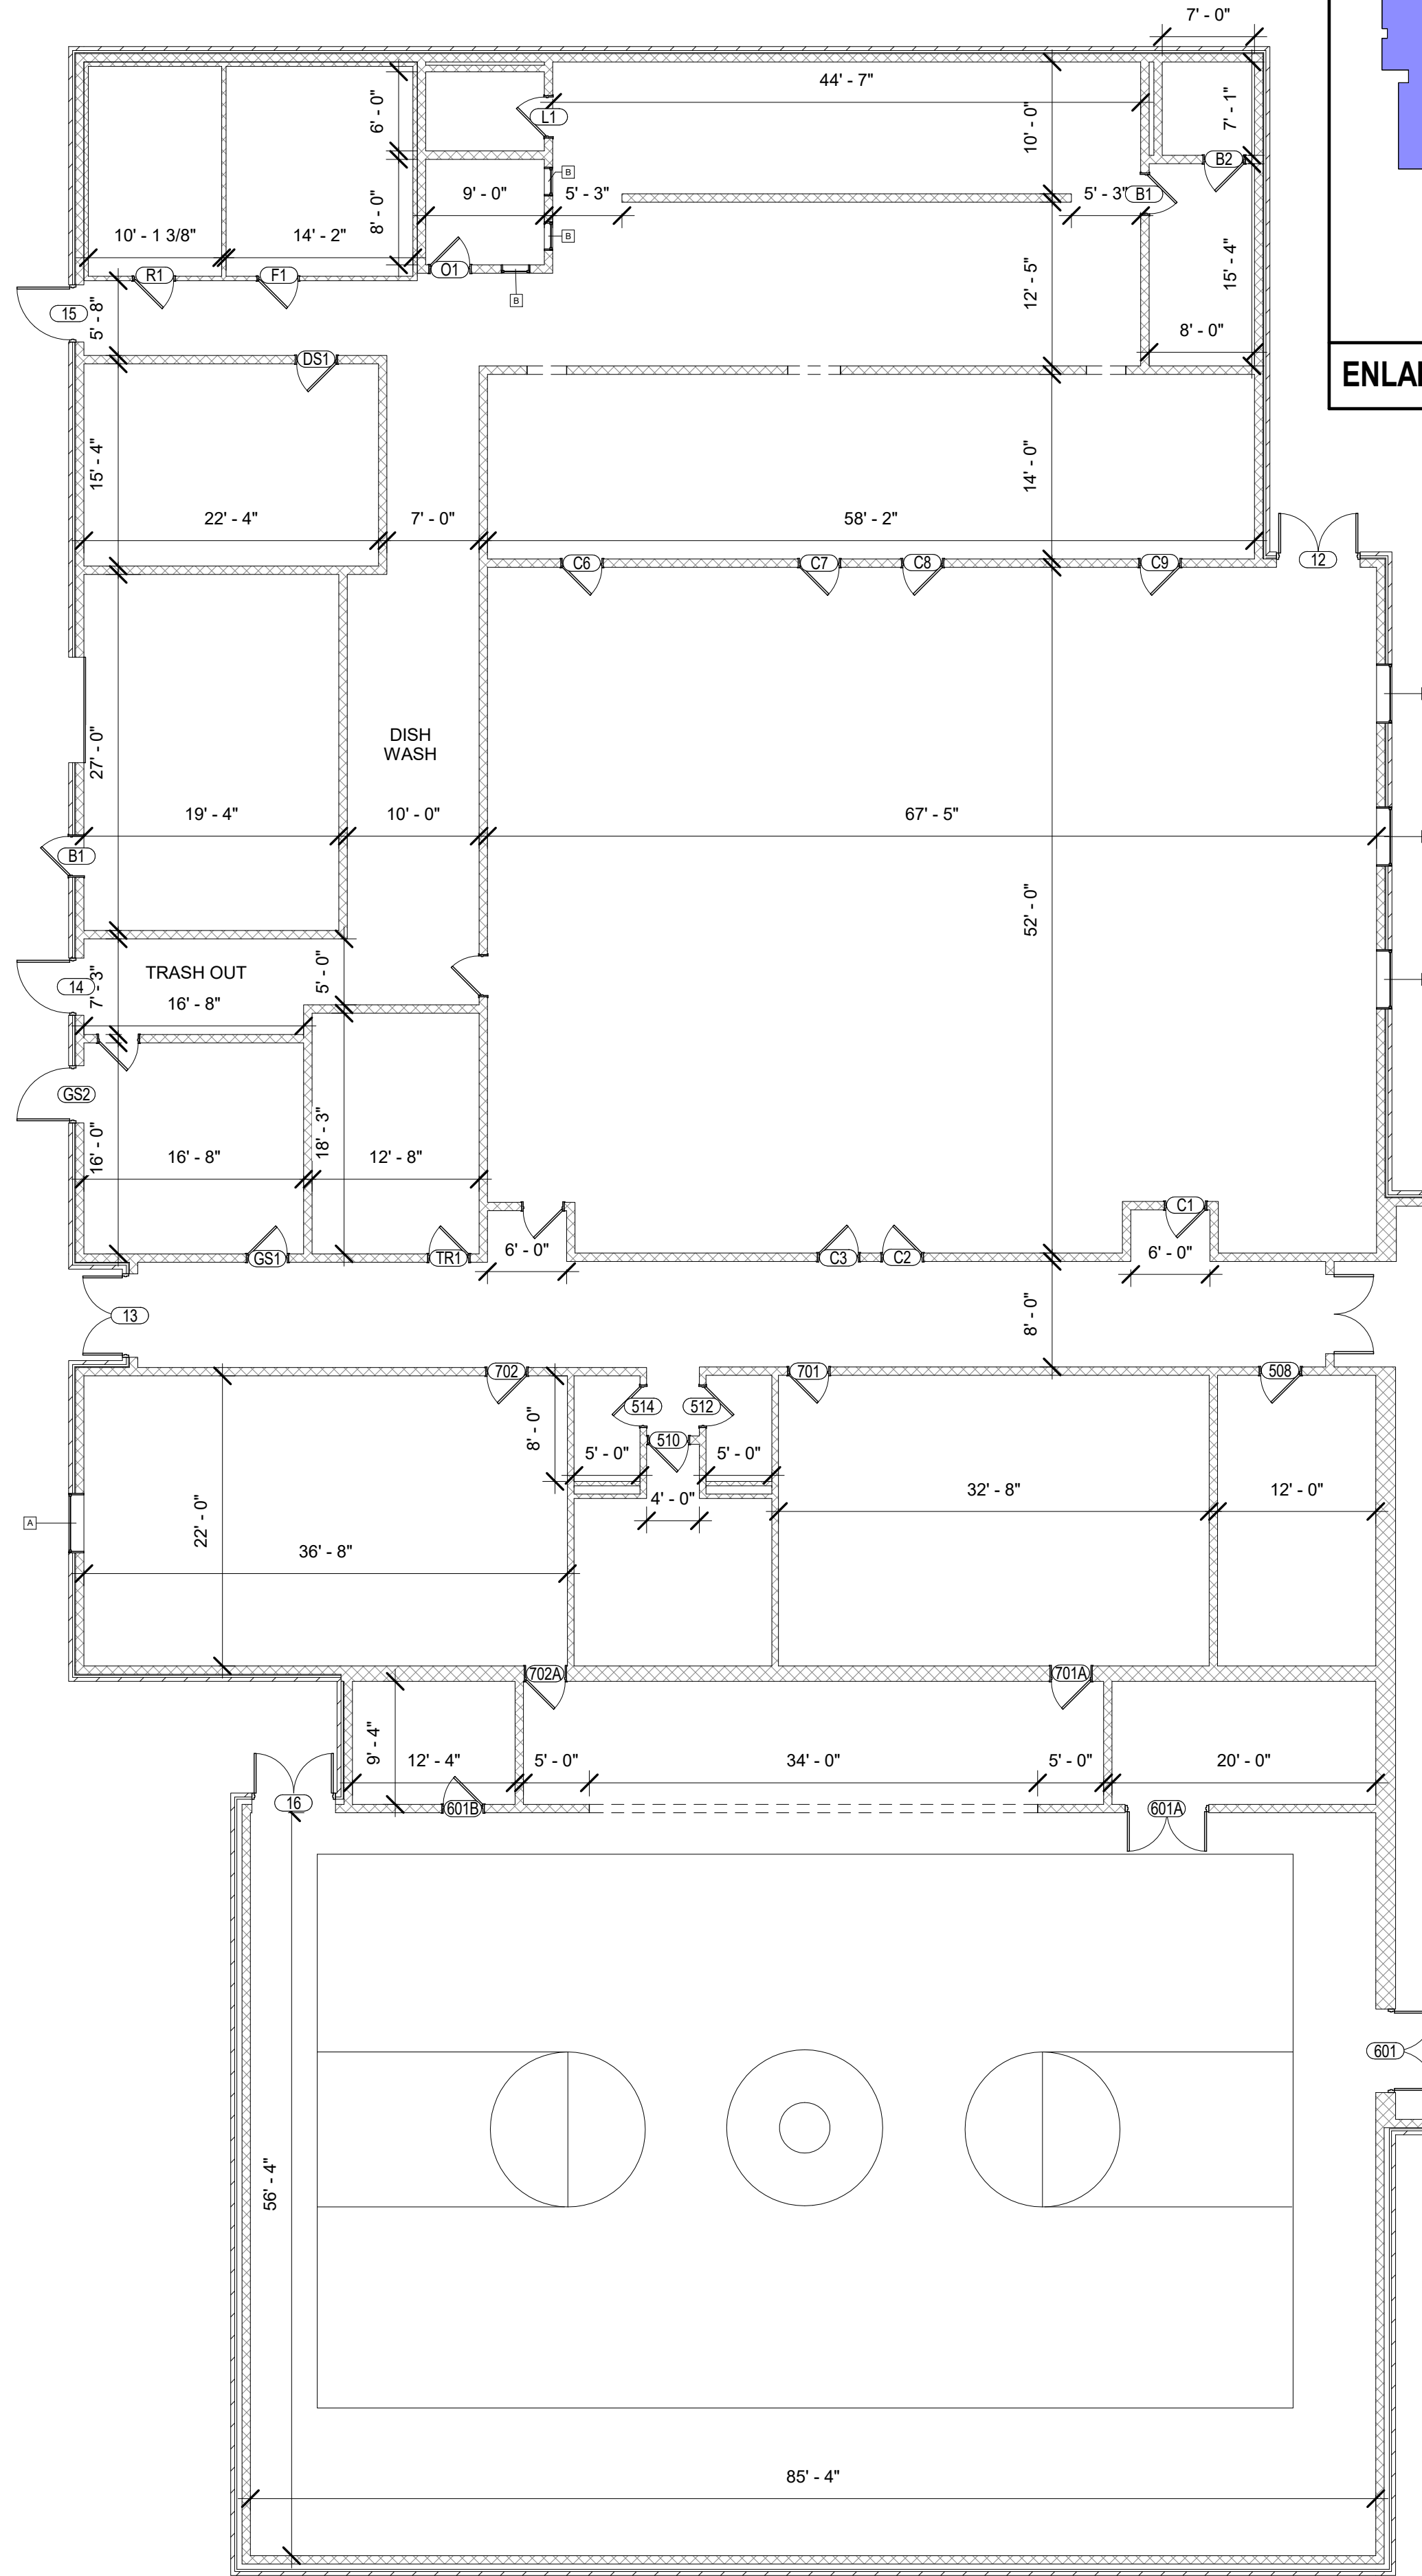 7' - 0"
44' - 7"
6' - 0"
L1
10' - 0"
7' - 1"
B2
B
9' - 0"
5' - 3"
5' - 3"
B1
8' - 0"
10' - 1 3/8"
14' - 2"
B
R1
F1
O1
B
12' - 5"
15' - 4"
15
5' - 8"
8' - 0"
DS1
15' - 4"
14' - 0"
22' - 4"
7' - 0"
58' - 2"
C6
C7
C8
C9
12
DISH
WASH
27' - 0"
19' - 4"
10' - 0"
67' - 5"
B1
52' - 0"
TRASH OUT
14
7' - 3"
16' - 8"
5' - 0"
GS2
16' - 0"
18' - 3"
16' - 8"
12' - 8"
C1
GS1
TR1
6' - 0"
C3
C2
6' - 0"
13
8' - 0"
702
701
508
514
512
8' - 0"
510
5' - 0"
5' - 0"
4' - 0"
32' - 8"
12' - 0"
A
22' - 0"
36' - 8"
702A
701A
9' - 4"
12' - 4"
5' - 0"
34' - 0"
5' - 0"
20' - 0"
16
601B
601A
601
56' - 4"
85' - 4"